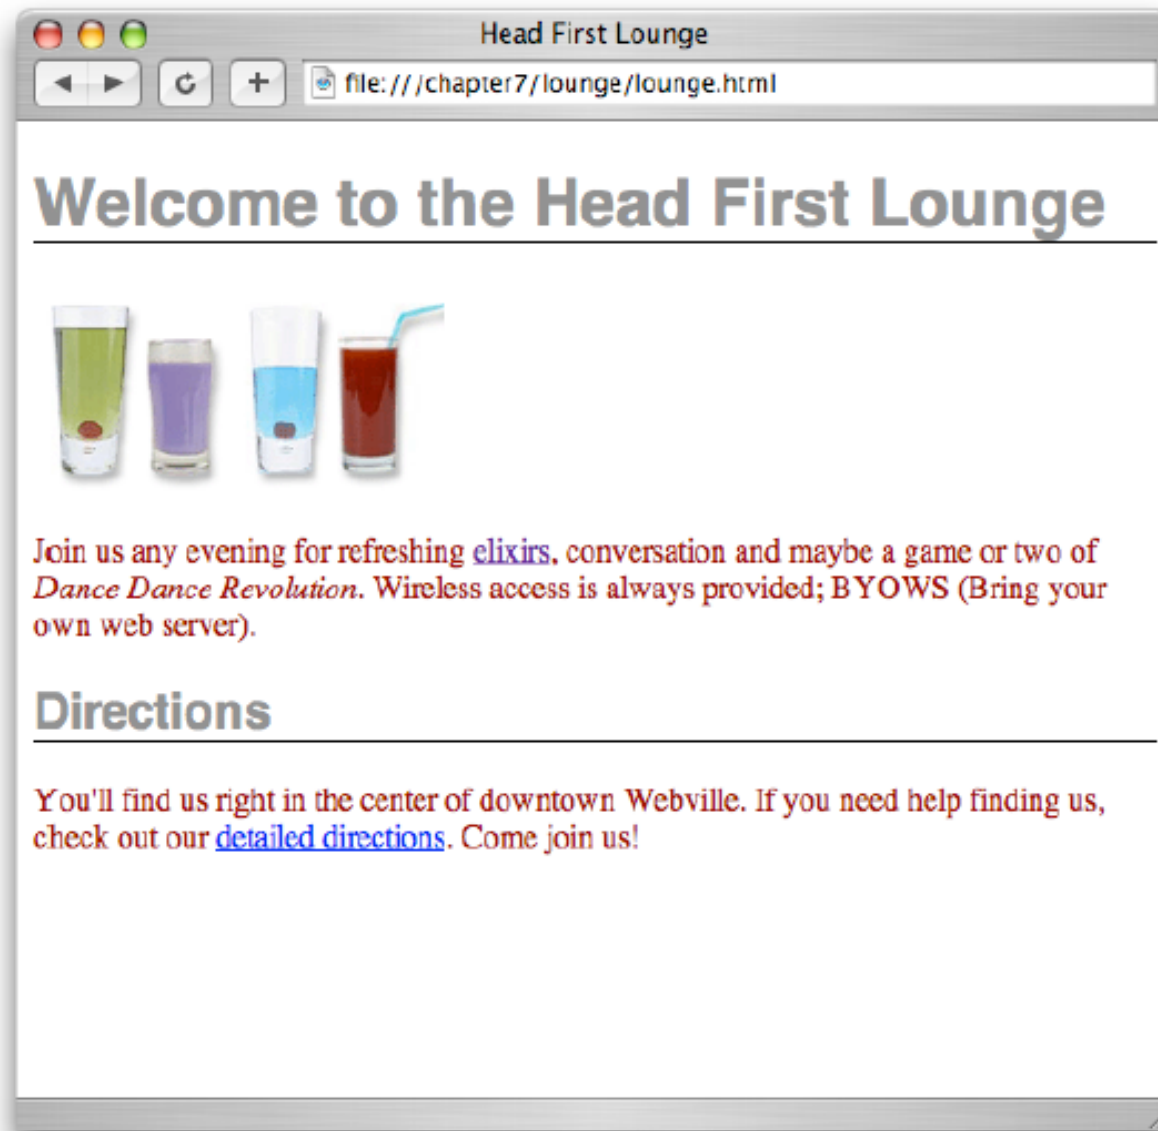 Head First Lounge
file:///chapter7/lounge/lounge.html
Welcome to the Head First Lounge
Join us any evening for refreshing elixirs, conversation and maybe a game or two of
Dance Dance Revolution. Wireless access is always provided; BYOWS (Bring your
own web server).
Directions
You'll find us right in the center of downtown Webville. If you need help finding us,
check out our detailed directions. Come join us!